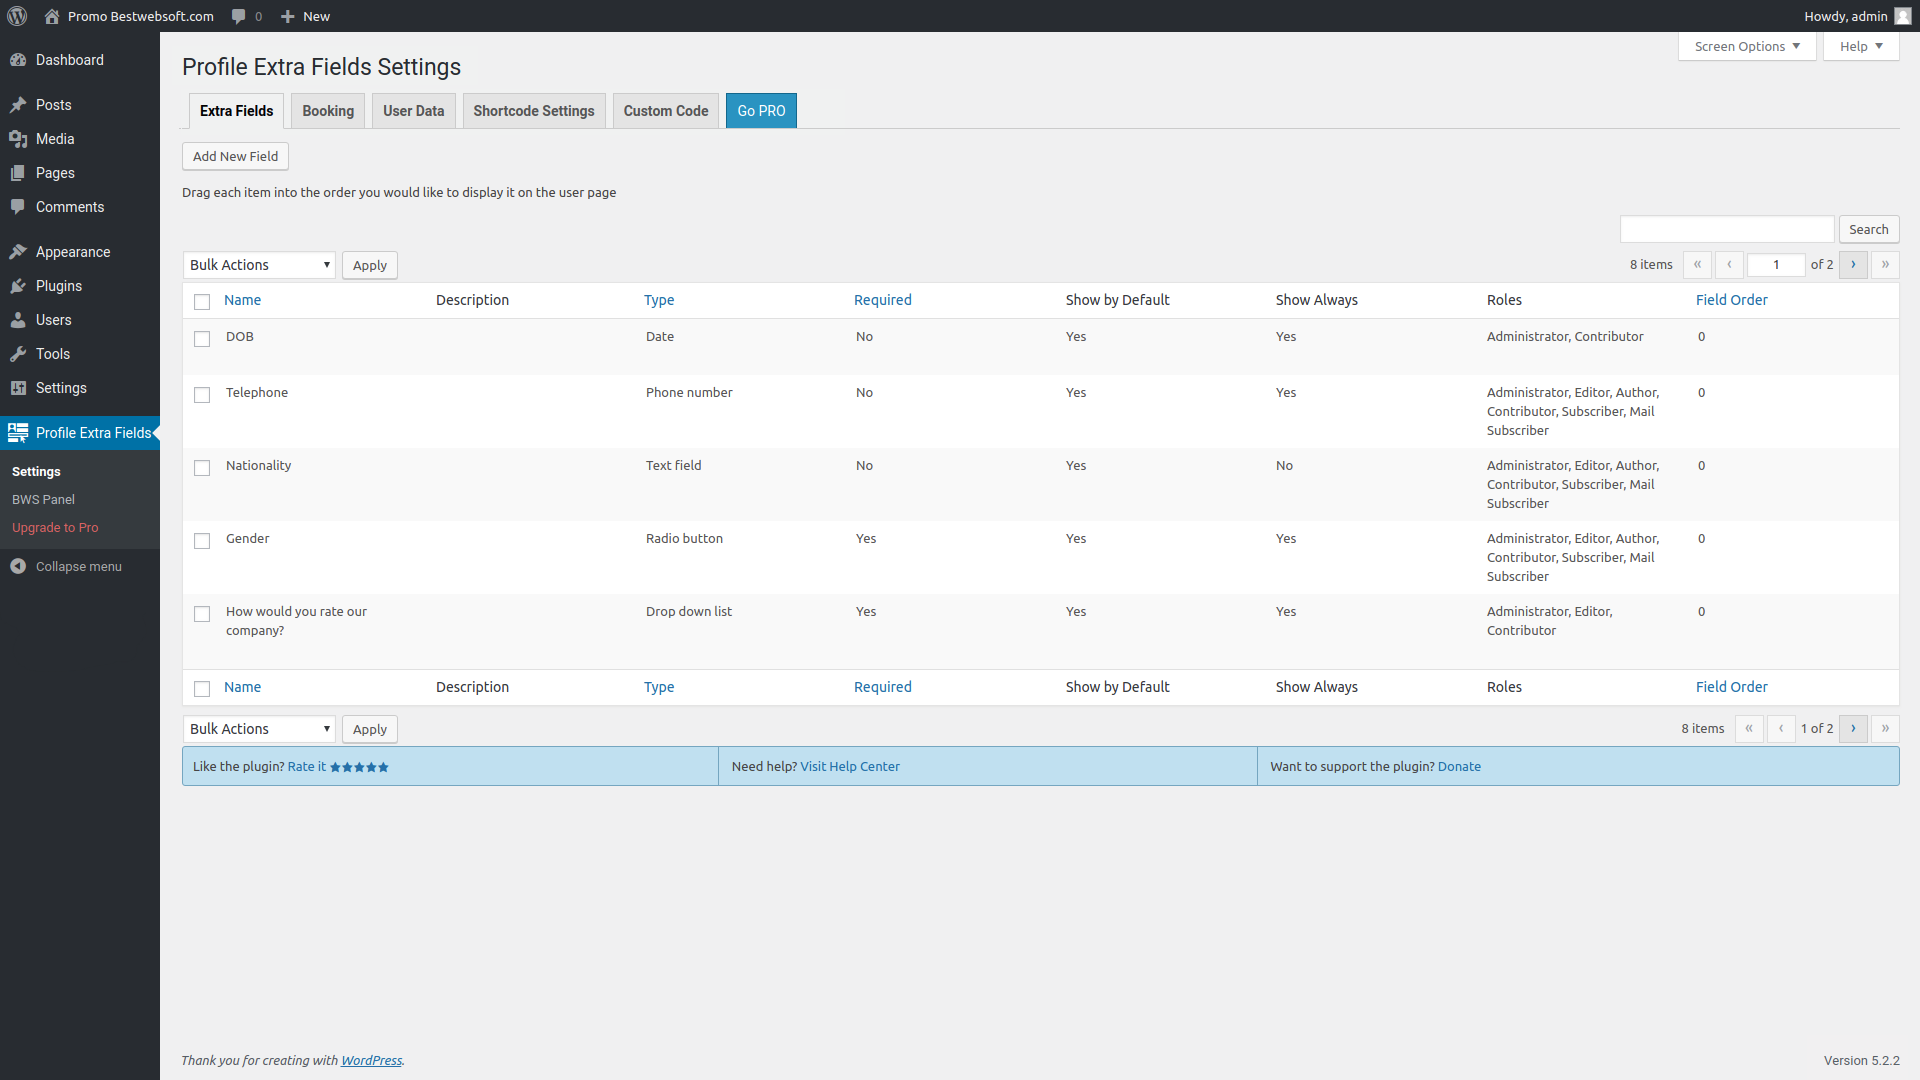 Promo Bestwebsoft.com 0 New Howdy, admin
Screen Options Help
Dashboard
Posts
Media
Pages
Comments
Appearance
Plugins
Users
Tools
Settings
Profile Extra Fields
Settings
BWS Panel
Upgrade to Pro
Collapse menu
Profile Extra Fields Settings
Extra Fields Booking User Data Shortcode Settings Custom Code Go PRO
Add New Field
Drag each item into the order you would like to display it on the user page
Search
Bulk Actions Apply 8 items « ‹ 1 of 2 › »
Name Description Type Required Show by Default Show Always Roles Field Order
DOB Date No Yes Yes Administrator, Contributor 0
Telephone Phone number No Yes Yes Administrator, Editor, Author, 0
Contributor, Subscriber, Mail
Subscriber
Nationality Text field No Yes No Administrator, Editor, Author, 0
Contributor, Subscriber, Mail
Subscriber
Gender Radio button Yes Yes Yes Administrator, Editor, Author, 0
Contributor, Subscriber, Mail
Subscriber
How would you rate our Drop down list Yes Yes Yes Administrator, Editor, 0
company? Contributor
Name Description Type Required Show by Default Show Always Roles Field Order
Bulk Actions Apply 8 items « ‹ 1 of 2 › »
Like the plugin? Rate it ★★★★★ Need help? Visit Help Center Want to support the plugin? Donate
Thank you for creating with WordPress. Version 5.2.2